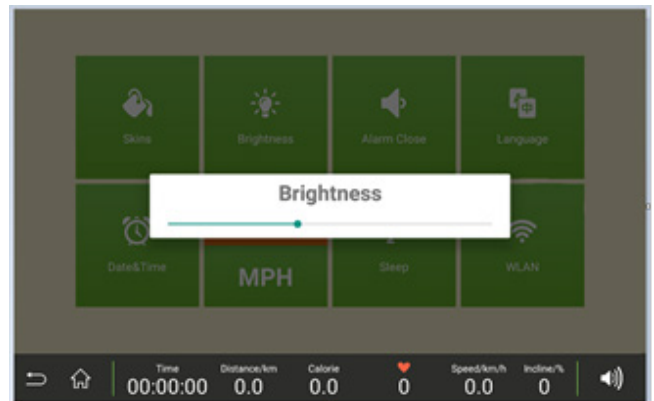 Skins
Brightness
Alarm Close
Language
Brightness
Date&Time
MPH
Sleep
WLAN
Time
00:00:00
Distance/km
0.0
Calorie
0.0
0
Speed/km/h
0.0
Incline/%
0